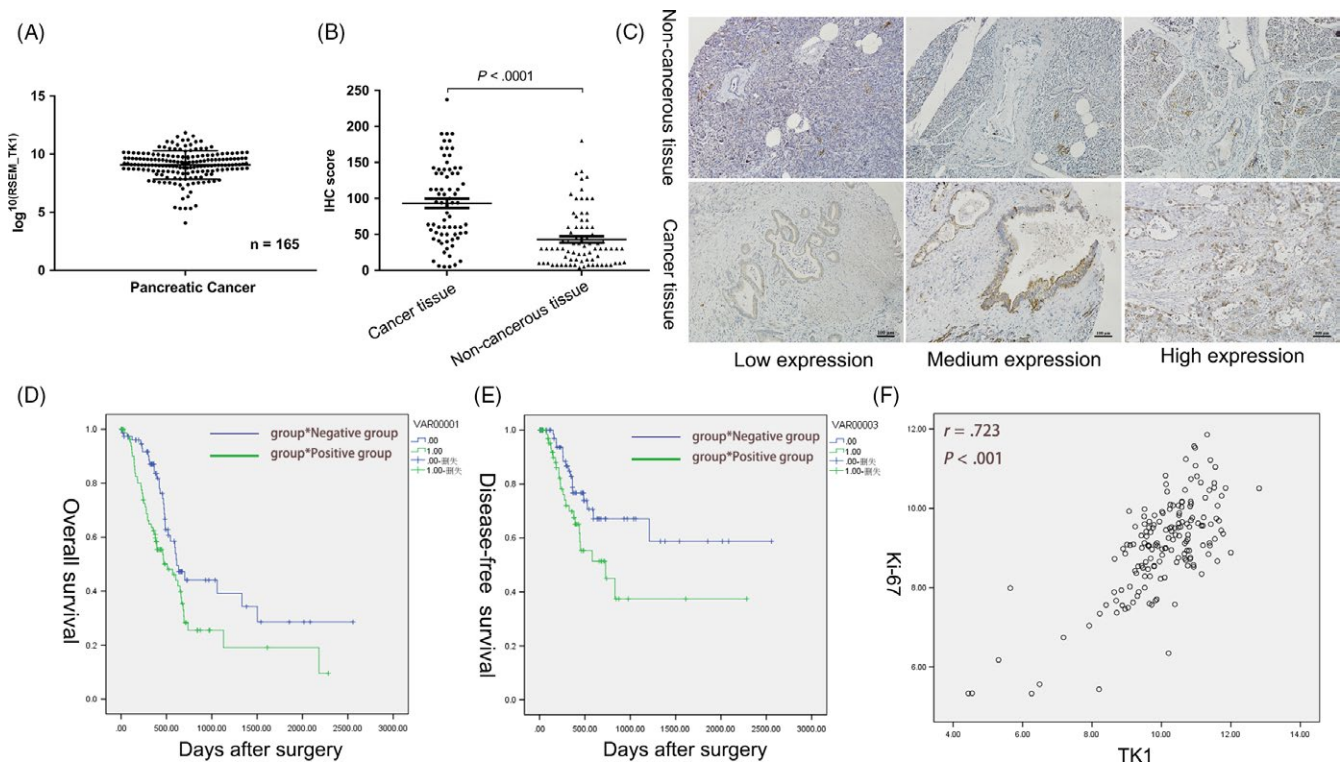 (A)
log10(RSEM_TK1)
15
10
5
0
n = 165
Pancreatic Cancer
(B)
P < .0001
IHC score
250
200
150
100
50
0
Cancer tissue
Non-cancerous tissue
(C)
Non-cancerous tissue
Cancer tissue
Low expression
Medium expression
High expression
(D)
Overall survival
1.0
0.8
0.6
0.4
0.2
0.0
group*Negative group
group*Positive group
VAR00001
.00
1.00
.00-删失
1.00-删失
.00
500.00
1000.00
1500.00
2000.00
2500.00
3000.00
Days after surgery
(E)
Disease-free survival
1.0
0.8
0.6
0.4
0.2
0.0
group*Negative group
group*Positive group
VAR00003
.00
1.00
.00-删失
1.00-删失
.00
500.00
1000.00
1500.00
2000.00
2500.00
3000.00
Days after surgery
(F)
r = .723
P < .001
Ki-67
12.00
10.00
8.00
6.00
4.00
6.00
8.00
10.00
12.00
14.00
TK1